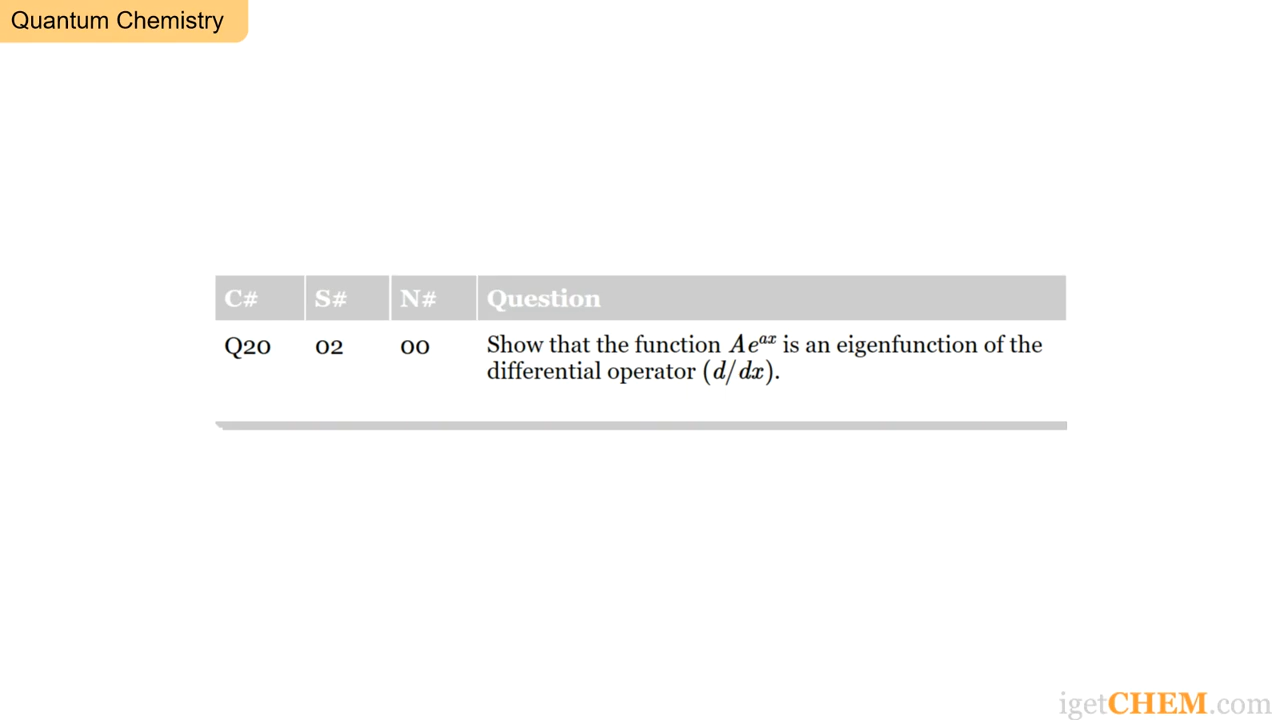 Quantum Chemistry
C# S# N# Question
Q20 02 00 Show that the function Ae^{ax} is an eigenfunction of the
differential operator (d/dx).
igetCHEM.com